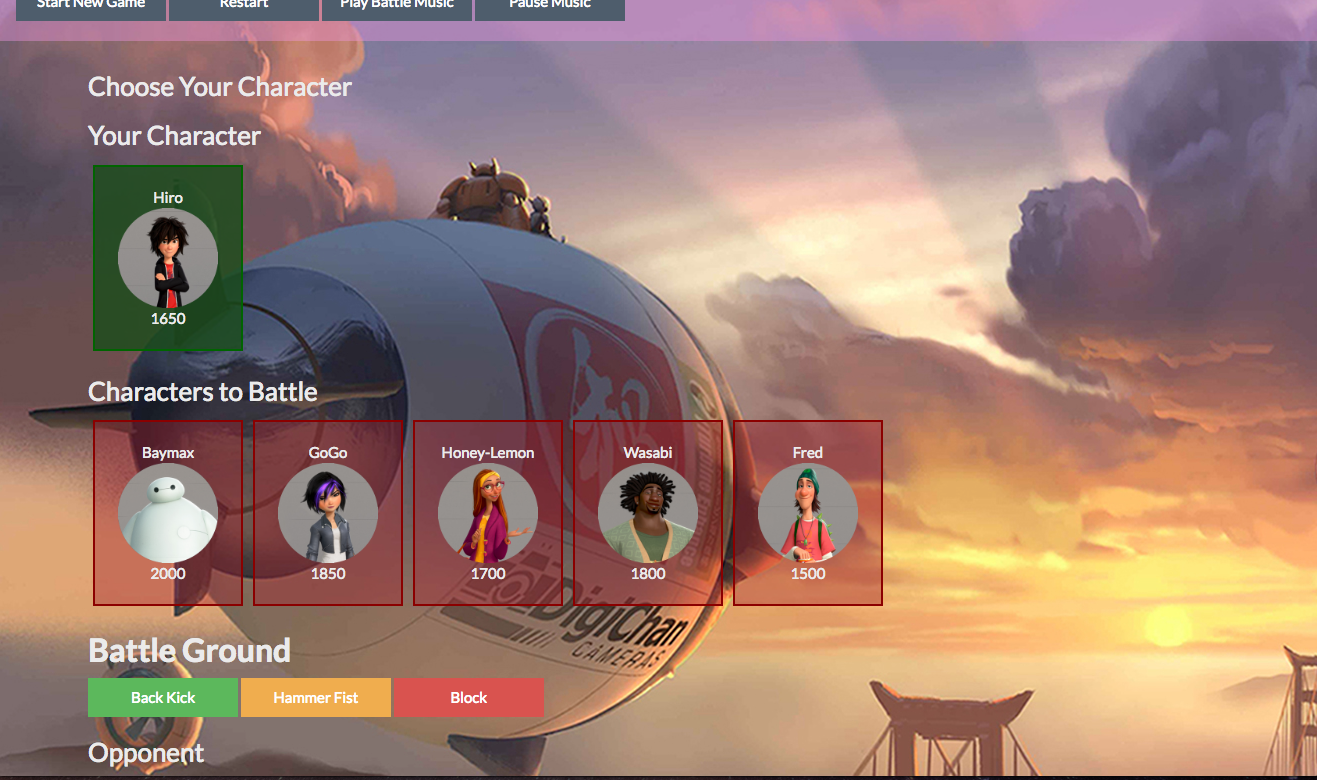 Start New Game Restart Play Battle Music Pause Music
Choose Your Character
Your Character
Hiro
1650
Characters to Battle
Baymax GoGo Honey-Lemon Wasabi Fred
2000 1850 1700 1800 1500
DigiChan
CAMERAS
Battle Ground
Back Kick Hammer Fist Block
Opponent